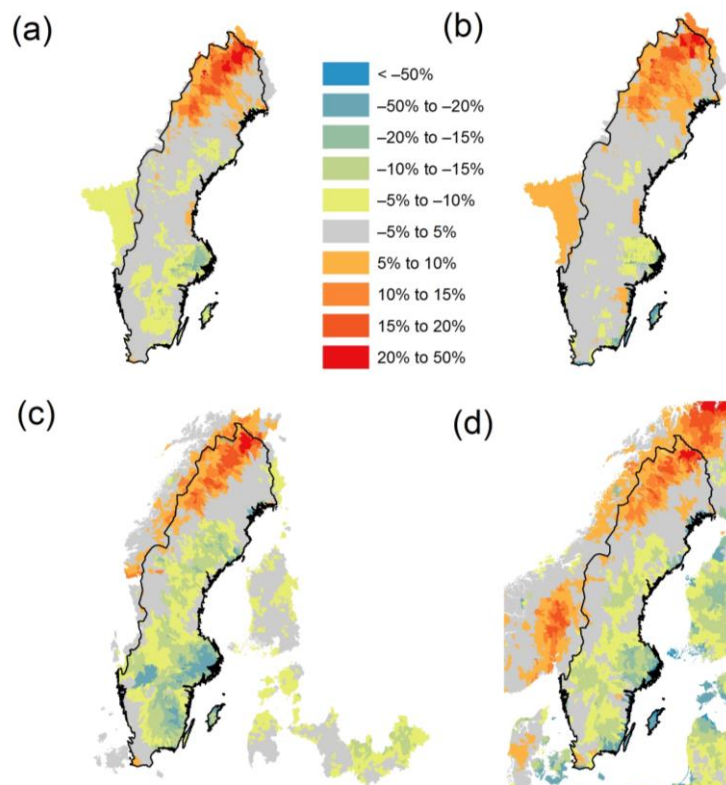 (a)
(b)
< –50%
–50% to –20%
–20% to –15%
–10% to –15%
–5% to –10%
–5% to 5%
5% to 10%
10% to 15%
15% to 20%
20% to 50%
(c)
(d)